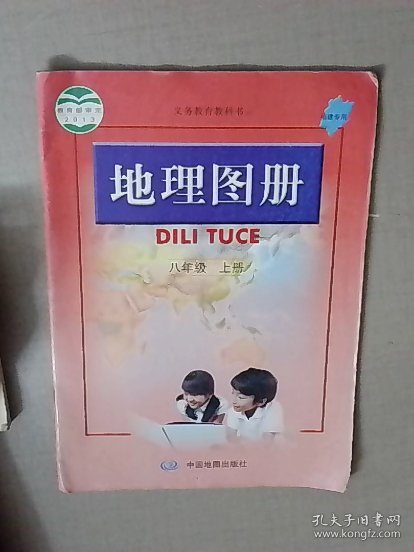 教育部审定
2013
义务教育教科书
福建专用
地理图册
DILI TUCE
八年级 上册
中国地图出版社
孔夫子旧书网
www.kongfz.com